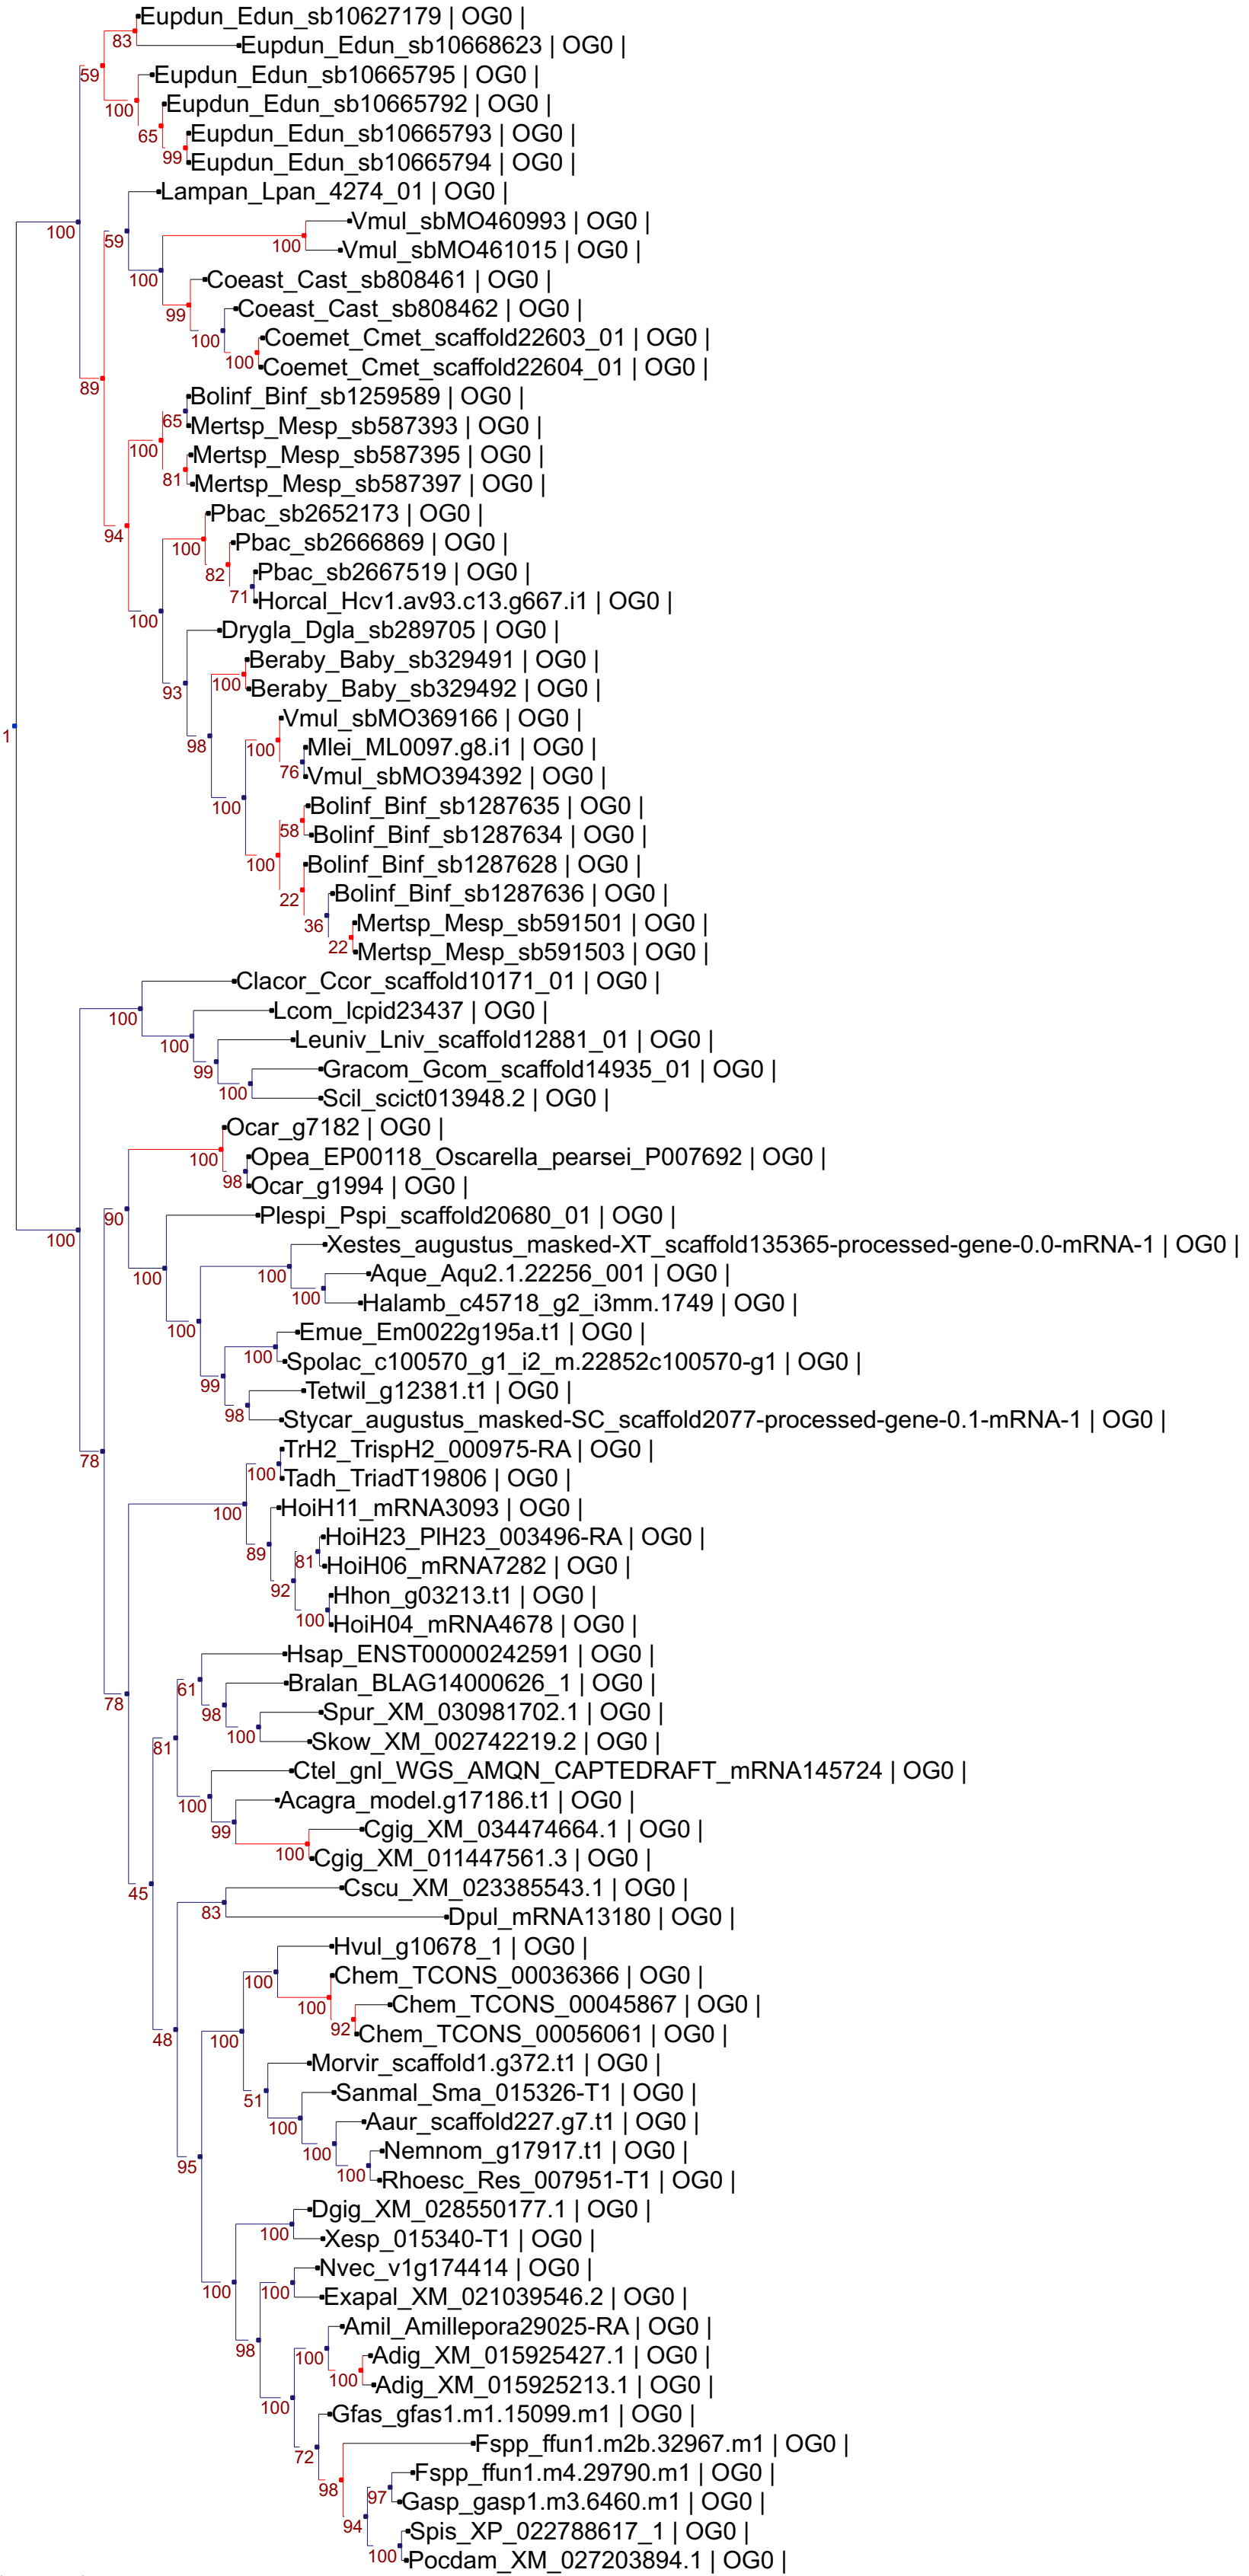 Eupdun_Edun_sb10627179 | OG0 |
83
Eupdun_Edun_sb10668623 | OG0 |
59
Eupdun_Edun_sb10665795 | OG0 |
100
Eupdun_Edun_sb10665792 | OG0 |
65
Eupdun_Edun_sb10665793 | OG0 |
99
Eupdun_Edun_sb10665794 | OG0 |
Lampan_Lpan_4274_01 | OG0 |
100
59
Vmul_sbMO460993 | OG0 |
100
Vmul_sbMO461015 | OG0 |
100
Coeast_Cast_sb808461 | OG0 |
99
Coeast_Cast_sb808462 | OG0 |
100
Coemet_Cmet_scaffold22603_01 | OG0 |
100
Coemet_Cmet_scaffold22604_01 | OG0 |
89
Bolinf_Binf_sb1259589 | OG0 |
65
Mertsp_Mesp_sb587393 | OG0 |
100
Mertsp_Mesp_sb587395 | OG0 |
81
Mertsp_Mesp_sb587397 | OG0 |
94
Pbac_sb2652173 | OG0 |
100
Pbac_sb2666869 | OG0 |
82
Pbac_sb2667519 | OG0 |
71
Horcal_Hcv1.av93.c13.g667.i1 | OG0 |
100
Drygla_Dgla_sb289705 | OG0 |
93
Beraby_Baby_sb329491 | OG0 |
100
Beraby_Baby_sb329492 | OG0 |
98
Vmul_sbMO369166 | OG0 |
1
100
Mlei_ML0097.g8.i1 | OG0 |
76
Vmul_sbMO394392 | OG0 |
100
Bolinf_Binf_sb1287635 | OG0 |
58
Bolinf_Binf_sb1287634 | OG0 |
100
Bolinf_Binf_sb1287628 | OG0 |
22
Bolinf_Binf_sb1287636 | OG0 |
36
Mertsp_Mesp_sb591501 | OG0 |
22
Mertsp_Mesp_sb591503 | OG0 |
Clacor_Ccor_scaffold10171_01 | OG0 |
100
Lcom_lcpid23437 | OG0 |
100
Leuniv_Lniv_scaffold12881_01 | OG0 |
99
Gracom_Gcom_scaffold14935_01 | OG0 |
100
Scil_scict013948.2 | OG0 |
Ocar_g7182 | OG0 |
100
Opea_EP00118_Oscarella_pearsei_P007692 | OG0 |
98
Ocar_g1994 | OG0 |
90
100
Plespi_Pspi_scaffold20680_01 | OG0 |
100
Xestes_augustus_masked-XT_scaffold135365-processed-gene-0.0-mRNA-1 | OG0 |
100
Aque_Aqu2.1.22256_001 | OG0 |
100
Halamb_c45718_g2_i3mm.1749 | OG0 |
100
Emue_Em0022g195a.t1 | OG0 |
100
Spolac_c100570_g1_i2_m.22852c100570-g1 | OG0 |
99
Tetwil_g12381.t1 | OG0 |
98
Stycar_augustus_masked-SC_scaffold2077-processed-gene-0.1-mRNA-1 | OG0 |
78
TrH2_TrispH2_000975-RA | OG0 |
100
Tadh_TriadT19806 | OG0 |
100
HoiH11_mRNA3093 | OG0 |
89
HoiH23_PlH23_003496-RA | OG0 |
81
HoiH06_mRNA7282 | OG0 |
92
Hhon_g03213.t1 | OG0 |
100
HoiH04_mRNA4678 | OG0 |
Hsap_ENST00000242591 | OG0 |
78
61
Bralan_BLAG14000626_1 | OG0 |
98
Spur_XM_030981702.1 | OG0 |
100
Skow_XM_002742219.2 | OG0 |
81
Ctel_gnl_WGS_AMQN_CAPTEDRAFT_mRNA145724 | OG0 |
100
Acagra_model.g17186.t1 | OG0 |
99
Cgig_XM_034474664.1 | OG0 |
100
Cgig_XM_011447561.3 | OG0 |
45
Cscu_XM_023385543.1 | OG0 |
83
Dpul_mRNA13180 | OG0 |
Hvul_g10678_1 | OG0 |
100
Chem_TCONS_00036366 | OG0 |
100
Chem_TCONS_00045867 | OG0 |
92
Chem_TCONS_00056061 | OG0 |
48
100
Morvir_scaffold1.g372.t1 | OG0 |
51
Sanmal_Sma_015326-T1 | OG0 |
100
Aaur_scaffold227.g7.t1 | OG0 |
100
Nemnom_g17917.t1 | OG0 |
100
Rhoesc_Res_007951-T1 | OG0 |
95
Dgig_XM_028550177.1 | OG0 |
100
Xesp_015340-T1 | OG0 |
100
Nvec_v1g174414 | OG0 |
100
Exapal_XM_021039546.2 | OG0 |
98
Amil_Amillepora29025-RA | OG0 |
100
Adig_XM_015925427.1 | OG0 |
100
Adig_XM_015925213.1 | OG0 |
100
Gfas_gfas1.m1.15099.m1 | OG0 |
72
Fspp_ffun1.m2b.32967.m1 | OG0 |
98
Fspp_ffun1.m4.29790.m1 | OG0 |
97
Gasp_gasp1.m3.6460.m1 | OG0 |
94
Spis_XP_022788617_1 | OG0 |
100
Pocdam_XM_027203894.1 | OG0 |